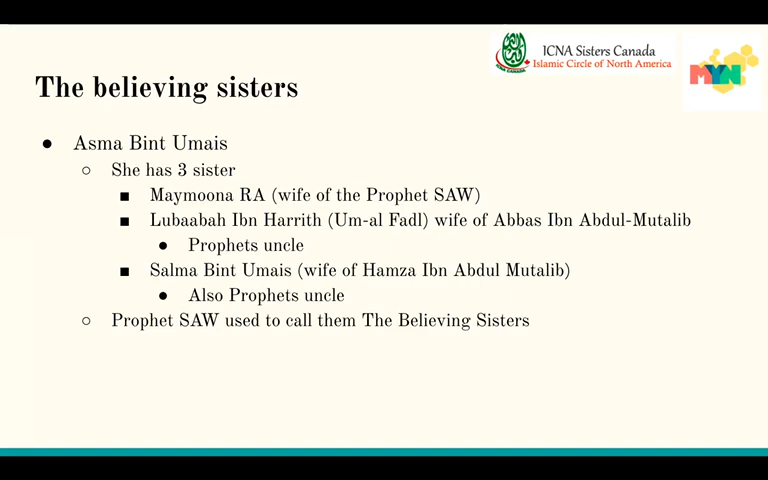 ICNA Sisters Canada
Islamic Circle of North America
ICNA CANADA
MYN
The believing sisters
● Asma Bint Umais
○ She has 3 sister
■ Maymoona RA (wife of the Prophet SAW)
■ Lubaabah Ibn Harrith (Um-al Fadl) wife of Abbas Ibn Abdul-Mutalib
● Prophets uncle
■ Salma Bint Umais (wife of Hamza Ibn Abdul Mutalib)
● Also Prophets uncle
○ Prophet SAW used to call them The Believing Sisters